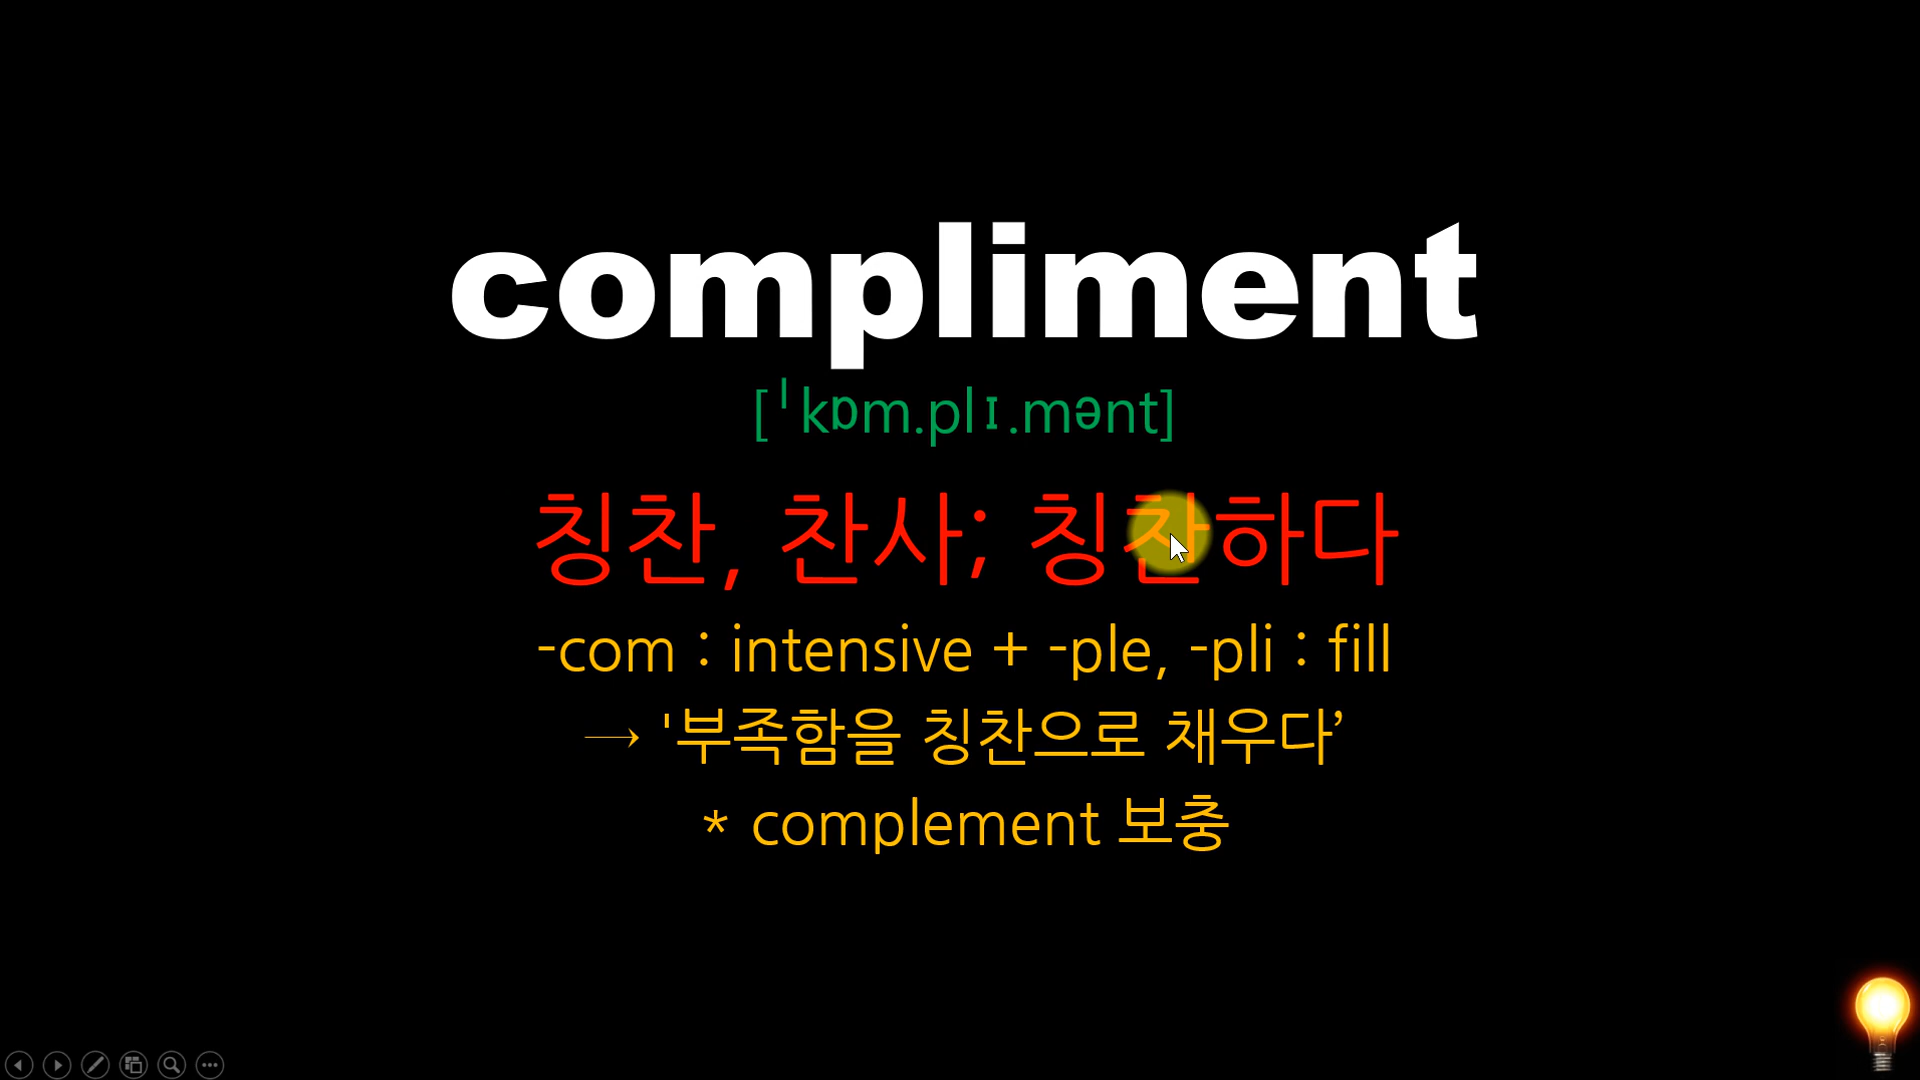 compliment
[ˈkɒm.plɪ.mənt]
칭찬, 찬사; 칭찬하다
-com : intensive + -ple, -pli : fill
→ '부족함을 칭찬으로 채우다’
* complement 보충